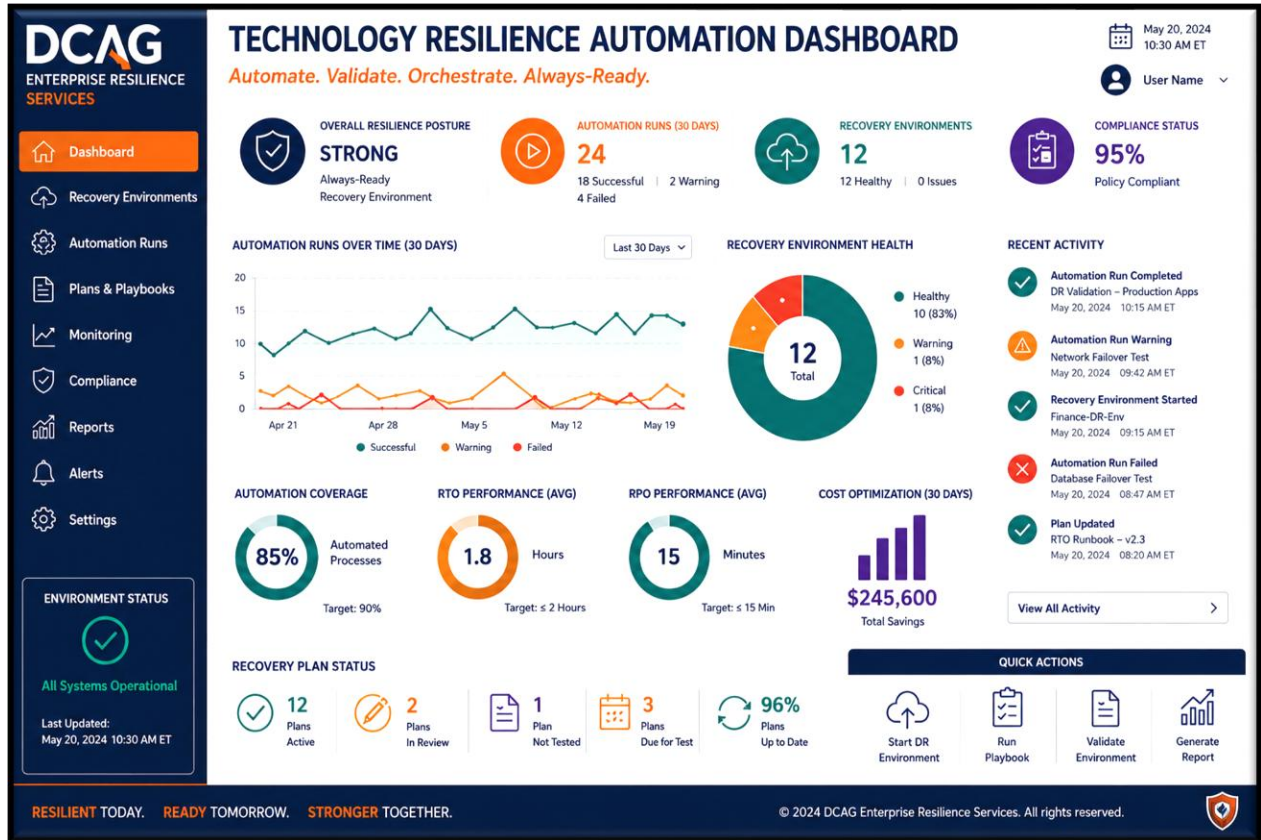 DCAG
ENTERPRISE RESILIENCE
SERVICES
Dashboard
Recovery Environments
Automation Runs
Plans & Playbooks
Monitoring
Compliance
Reports
Alerts
Settings
ENVIRONMENT STATUS
All Systems Operational
Last Updated:
May 20, 2024 10:30 AM ET
TECHNOLOGY RESILIENCE AUTOMATION DASHBOARD
Automate. Validate. Orchestrate. Always-Ready.
May 20, 2024
10:30 AM ET
User Name
OVERALL RESILIENCE POSTURE
STRONG
Always-Ready
Recovery Environment
AUTOMATION RUNS (30 DAYS)
24
18 Successful | 2 Warning
4 Failed
RECOVERY ENVIRONMENTS
12
12 Healthy | 0 Issues
COMPLIANCE STATUS
95%
Policy Compliant
AUTOMATION RUNS OVER TIME (30 DAYS)
Last 30 Days
20
15
10
5
0
Apr 21 Apr 28 May 5 May 12 May 19
Successful Warning Failed
RECOVERY ENVIRONMENT HEALTH
12
Total
Healthy
10 (83%)
Warning
1 (8%)
Critical
1 (8%)
RECENT ACTIVITY
Automation Run Completed
DR Validation – Production Apps
May 20, 2024 10:15 AM ET
Automation Run Warning
Network Failover Test
May 20, 2024 09:42 AM ET
Recovery Environment Started
Finance-DR-Env
May 20, 2024 09:15 AM ET
Automation Run Failed
Database Failover Test
May 20, 2024 08:47 AM ET
Plan Updated
RTO Runbook – v2.3
May 20, 2024 08:20 AM ET
View All Activity
AUTOMATION COVERAGE
85%
Automated
Processes
Target: 90%
RTO PERFORMANCE (AVG)
1.8
Hours
Target: ≤ 2 Hours
RPO PERFORMANCE (AVG)
15
Minutes
Target: ≤ 15 Min
COST OPTIMIZATION (30 DAYS)
$245,600
Total Savings
RECOVERY PLAN STATUS
12
Plans
Active
2
Plans
In Review
1
Plan
Not Tested
3
Plans
Due for Test
96%
Plans
Up to Date
QUICK ACTIONS
Start DR
Environment
Run
Playbook
Validate
Environment
Generate
Report
RESILIENT TODAY. READY TOMORROW. STRONGER TOGETHER.
© 2024 DCAG Enterprise Resilience Services. All rights reserved.